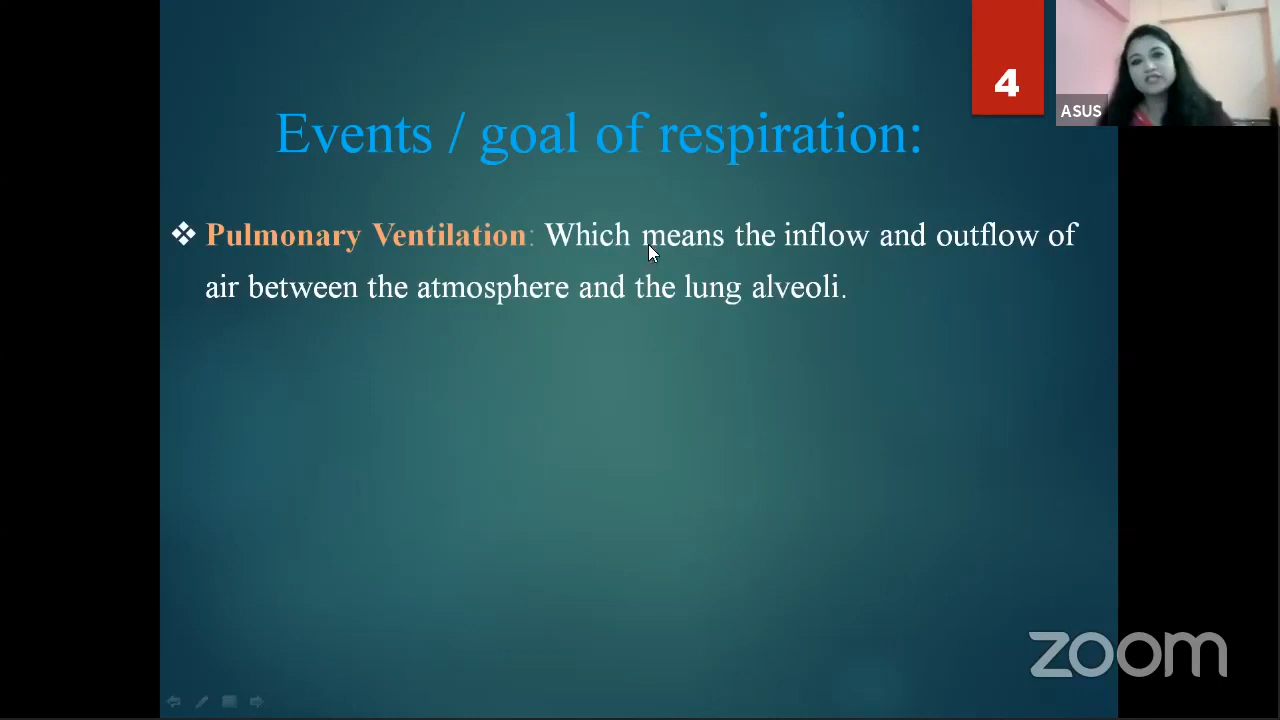 4
ASUS
Events / goal of respiration:
❖ Pulmonary Ventilation: Which means the inflow and outflow of
air between the atmosphere and the lung alveoli.
zoom